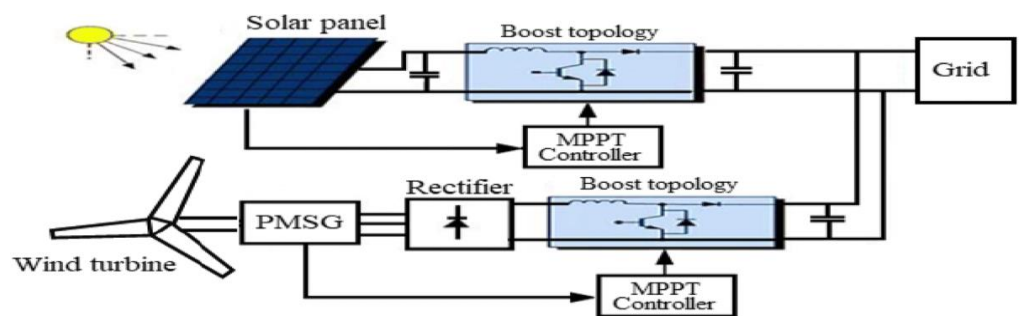 Solar panel
Boost topology
Grid
MPPT
Controller
Rectifier
Boost topology
PMSG
Wind turbine
MPPT
Controller